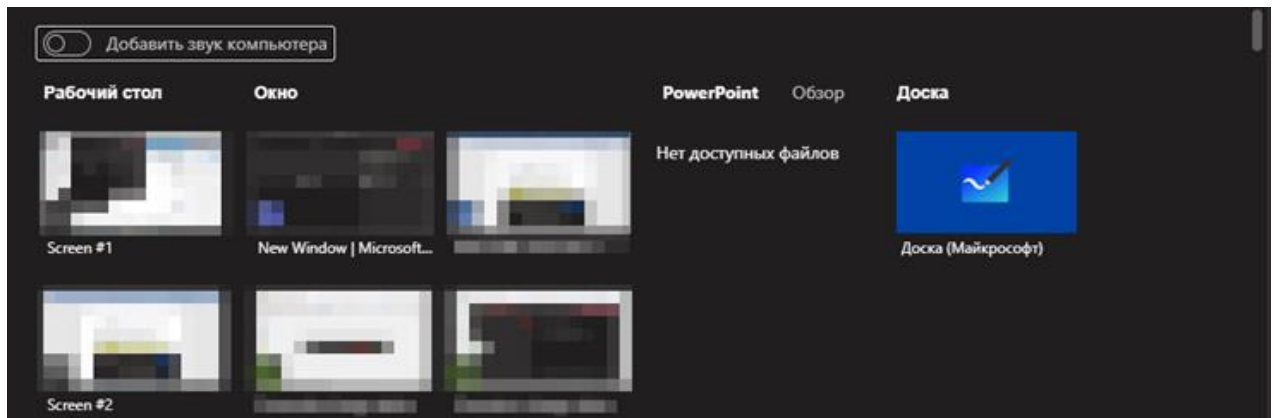 Добавить звук компьютера
Рабочий стол Окно PowerPoint Обзор Доска
Нет доступных файлов
Screen #1 New Window | Microsoft... Доска (Майкрософт)
Screen #2